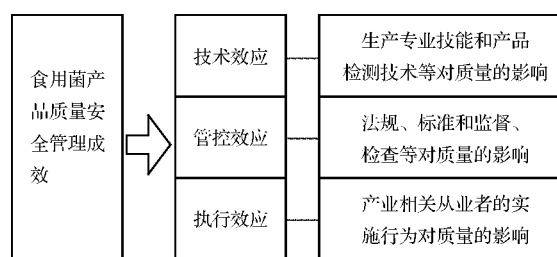 食用菌产
品质量安
全管理成
效
技术效应
生产专业技能和产品
检测技术等对质量的影响
管控效应
法规、标准和监督、
检查等对质量的影响
执行效应
产业相关从业者的实
施行为对质量的影响